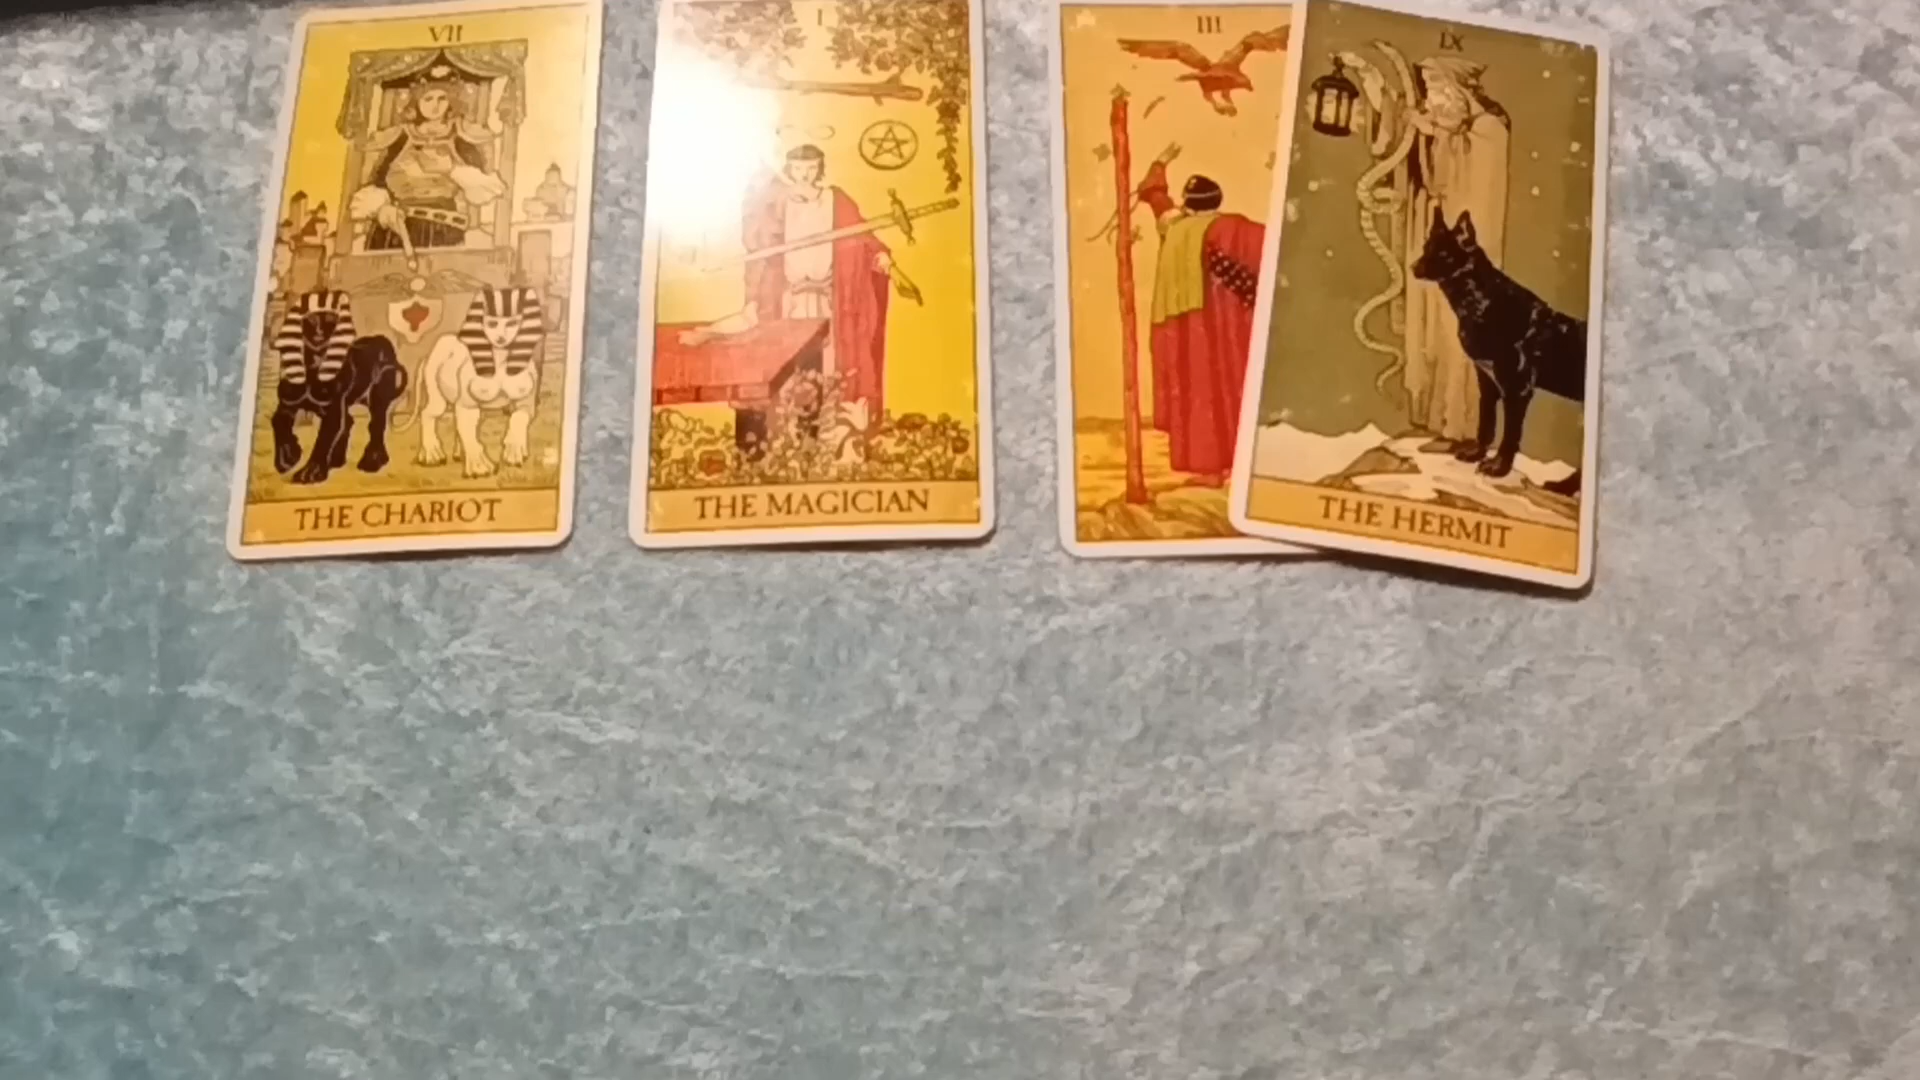 VII
THE CHARIOT
I
THE MAGICIAN
III
IX
THE HERMIT